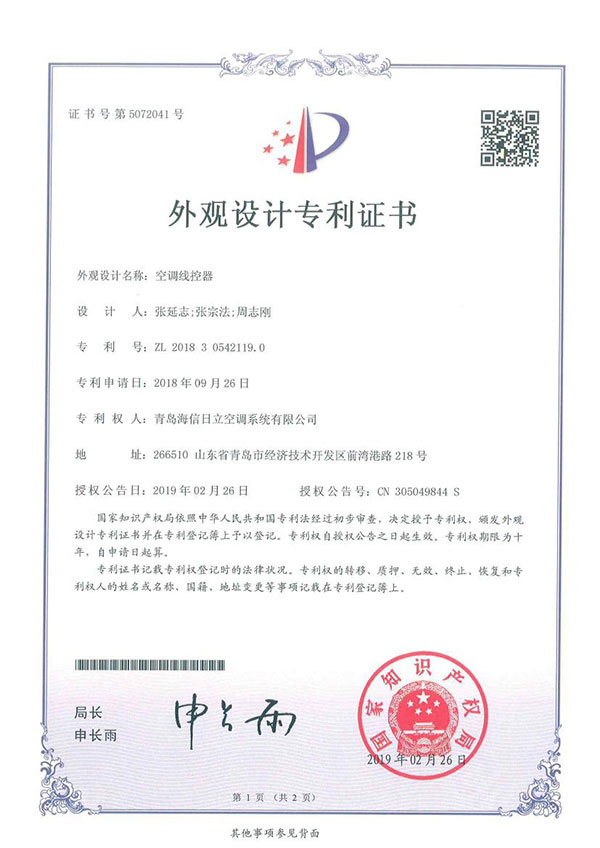 证书号第5072041号
外观设计专利证书
外观设计名称：空调线控器
设计人：张延志;张宗法;周志刚
专利号：ZL 2018 3 0542119.0
专利申请日：2018年09月26日
专利权人：青岛海信日立空调系统有限公司
地址：266510 山东省青岛市经济技术开发区前湾港路218号
授权公告日：2019年02月26日 授权公告号：CN 305049844 S
国家知识产权局依照中华人民共和国专利法经过初步审查，决定授予专利权，颁发外观
设计专利证书并在专利登记簿上予以登记。专利权自授权公告之日起生效。专利权期限为十
年，自申请日起算。
专利证书记载专利权登记时的法律状况。专利权的转移、质押、无效、终止、恢复和专
利权人的姓名或名称、国籍、地址变更等事项记载在专利登记簿上。
局长
申长雨
申长雨
国家知识产权局
2019年02月26日
第1页（共2页）
其他事项参见背面